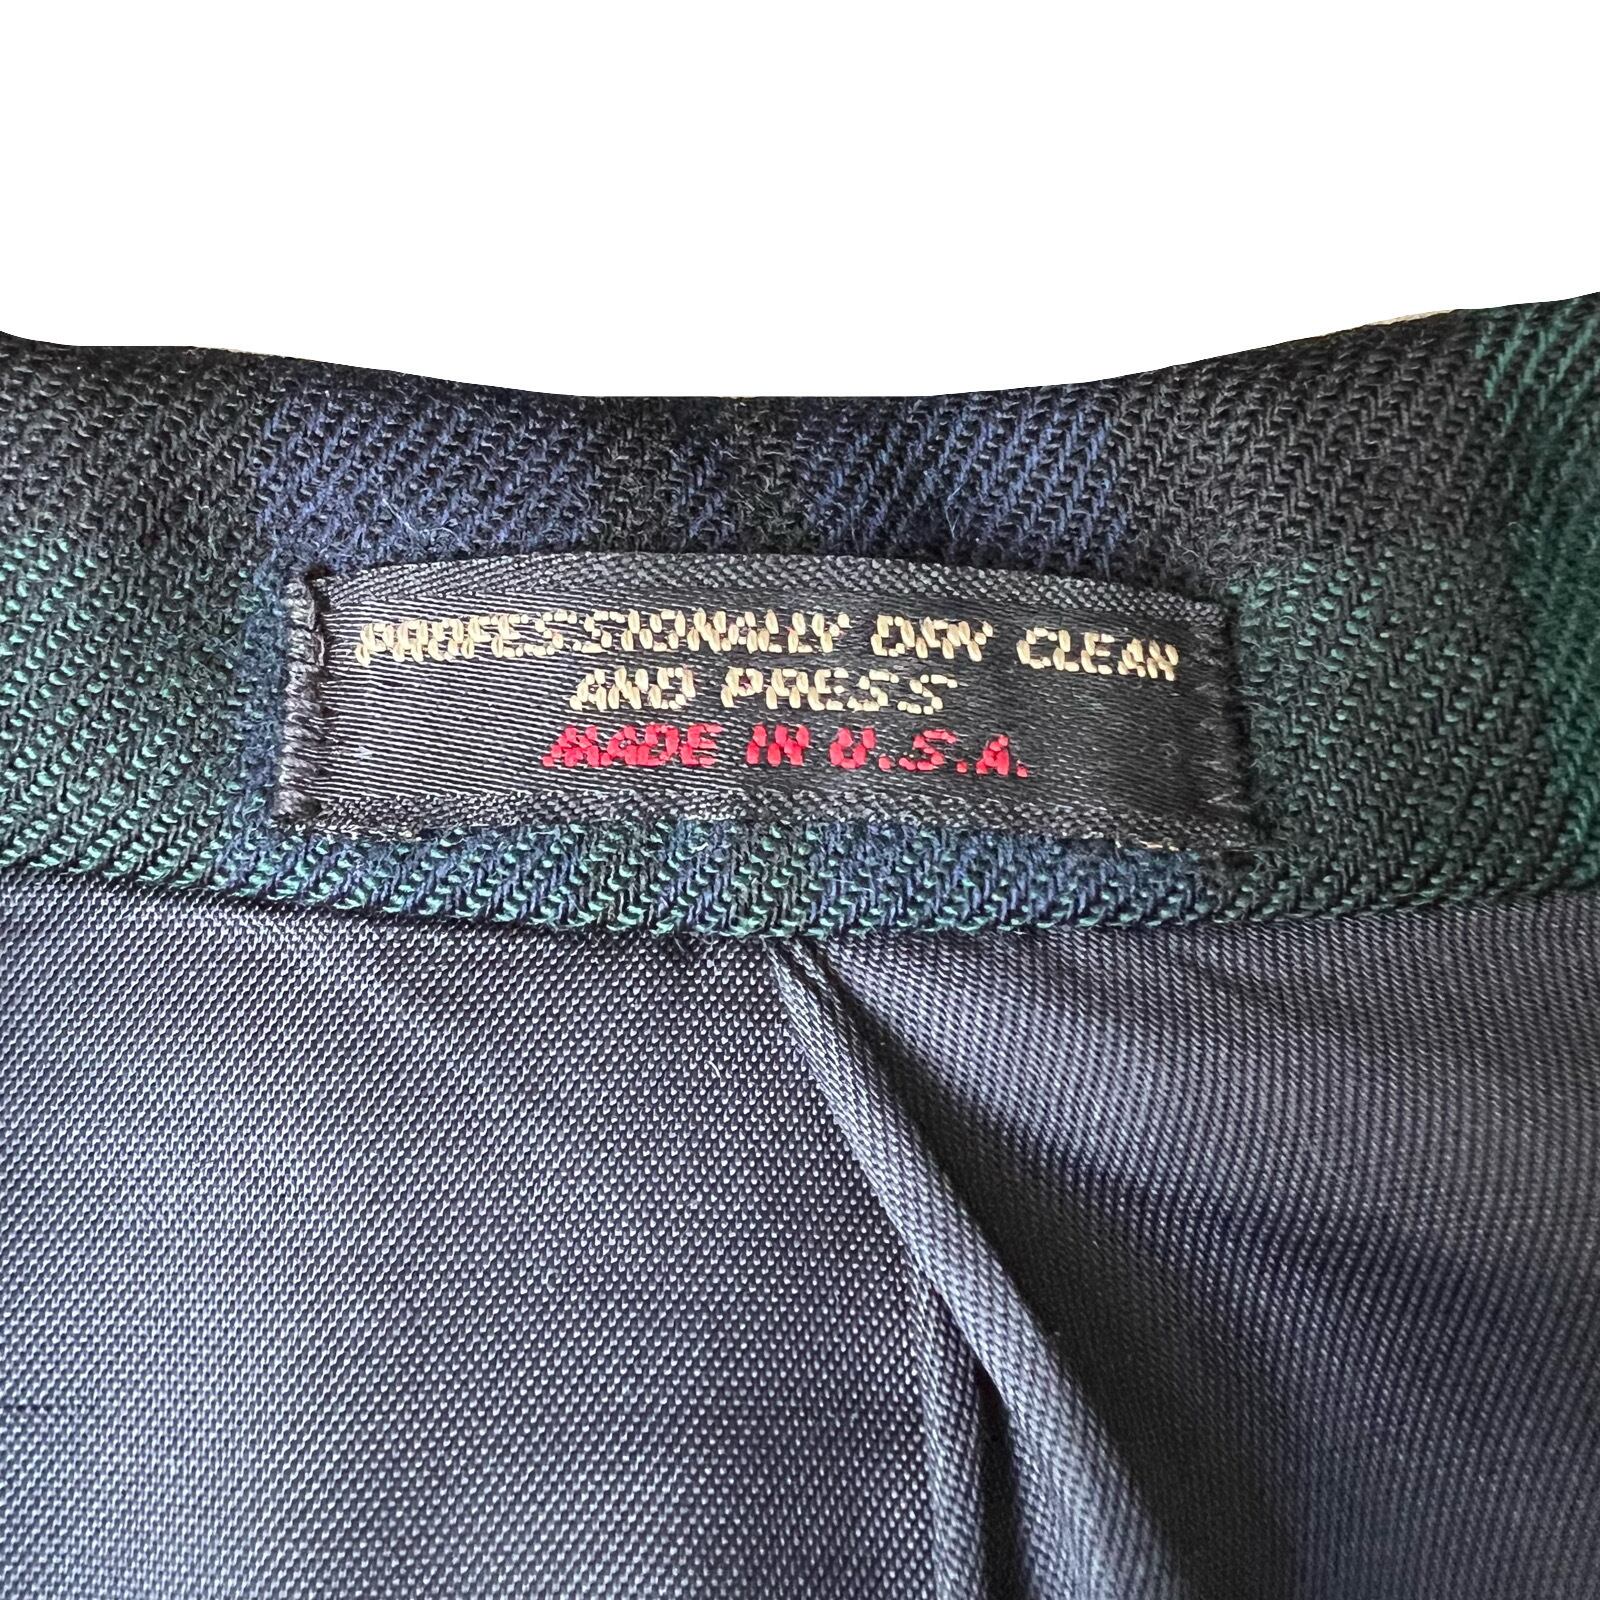 PROFESSIONALLY DRY CLEAN
AND PRESS
MADE IN U.S.A.